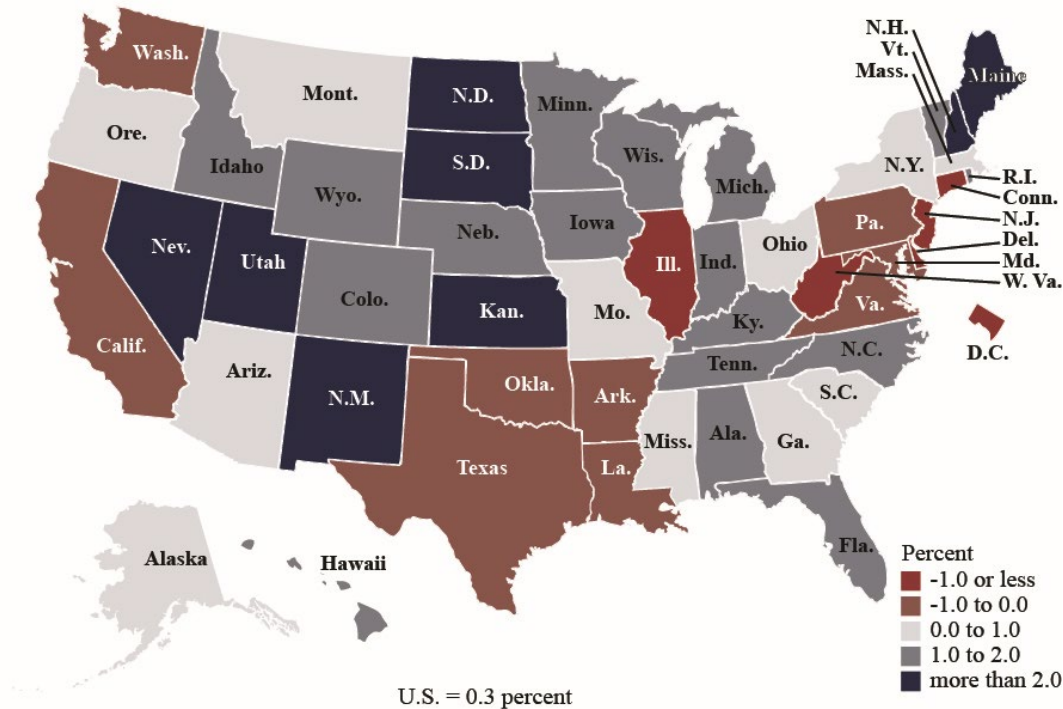 N.H.
Vt.
Mass.
Wash.
Mont.
N.D.
Minn.
Maine
Ore.
Idaho
S.D.
Wis.
Mich.
N.Y.
R.I.
Conn.
N.J.
Del.
Md.
W. Va.
Wyo.
Neb.
Iowa
Pa.
Nev.
Utah
Colo.
Kan.
Mo.
Ill.
Ind.
Ohio
Ky.
Va.
Calif.
D.C.
Ariz.
N.M.
Okla.
Ark.
Tenn.
N.C.
S.C.
Texas
La.
Miss.
Ala.
Ga.
Fla.
Alaska
Hawaii
Percent
-1.0 or less
-1.0 to 0.0
0.0 to 1.0
1.0 to 2.0
more than 2.0
U.S. = 0.3 percent